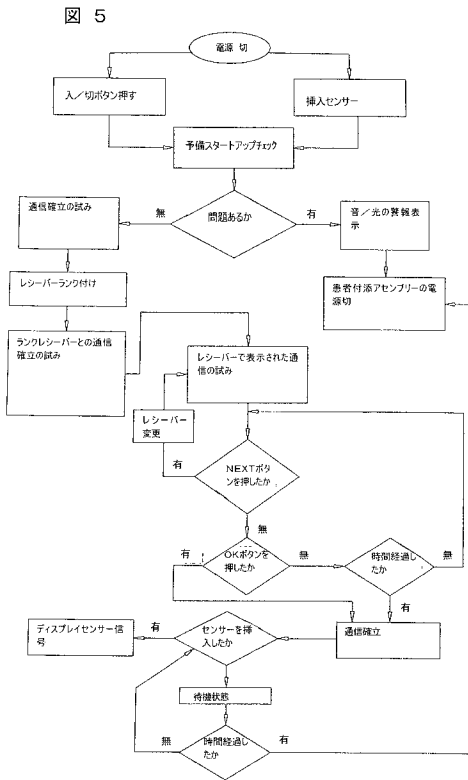 図 5
電源 切
入／切ボタン押す
挿入センサー
予備スタートアップチェック
問題あるか
無
有
通信確立の試み
音／光の警報表
示
レシーバーランク付け
患者付添アセンブリーの電
源切
ランクレシーバーとの通信
確立の試み
レシーバーで表示された通
信の試み
レシーバー
変更
有
NEXTボタ
ンを押したか
無
有
OKボタンを
押したか
無
時間経過し
たか
無
有
ディスプレイセンサー信
号
有
センサーを挿
入したか
通信確立
待機状態
無
時間経過し
たか
有